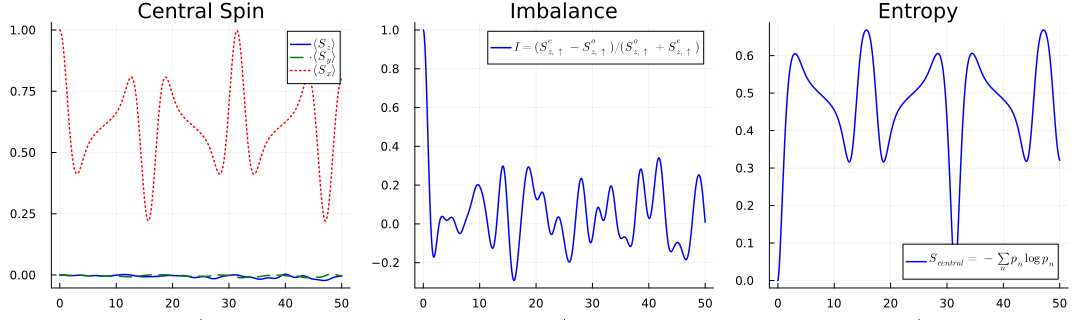 Central Spin
1.00
0.75
0.50
0.25
0.00
0 10 20 30 40 50
⟨S_z⟩
⟨S_y⟩
⟨S_x⟩
Imbalance
1.0
0.8
0.6
0.4
0.2
0.0
−0.2
0 10 20 30 40 50
I = (S^e_{z,↑} − S^o_{z,↑})/(S^o_{z,↑} + S^e_{z,↑})
Entropy
0.6
0.5
0.4
0.3
0.2
0.1
0
0 10 20 30 40 50
S_{central} = − ∑_n p_n log p_n